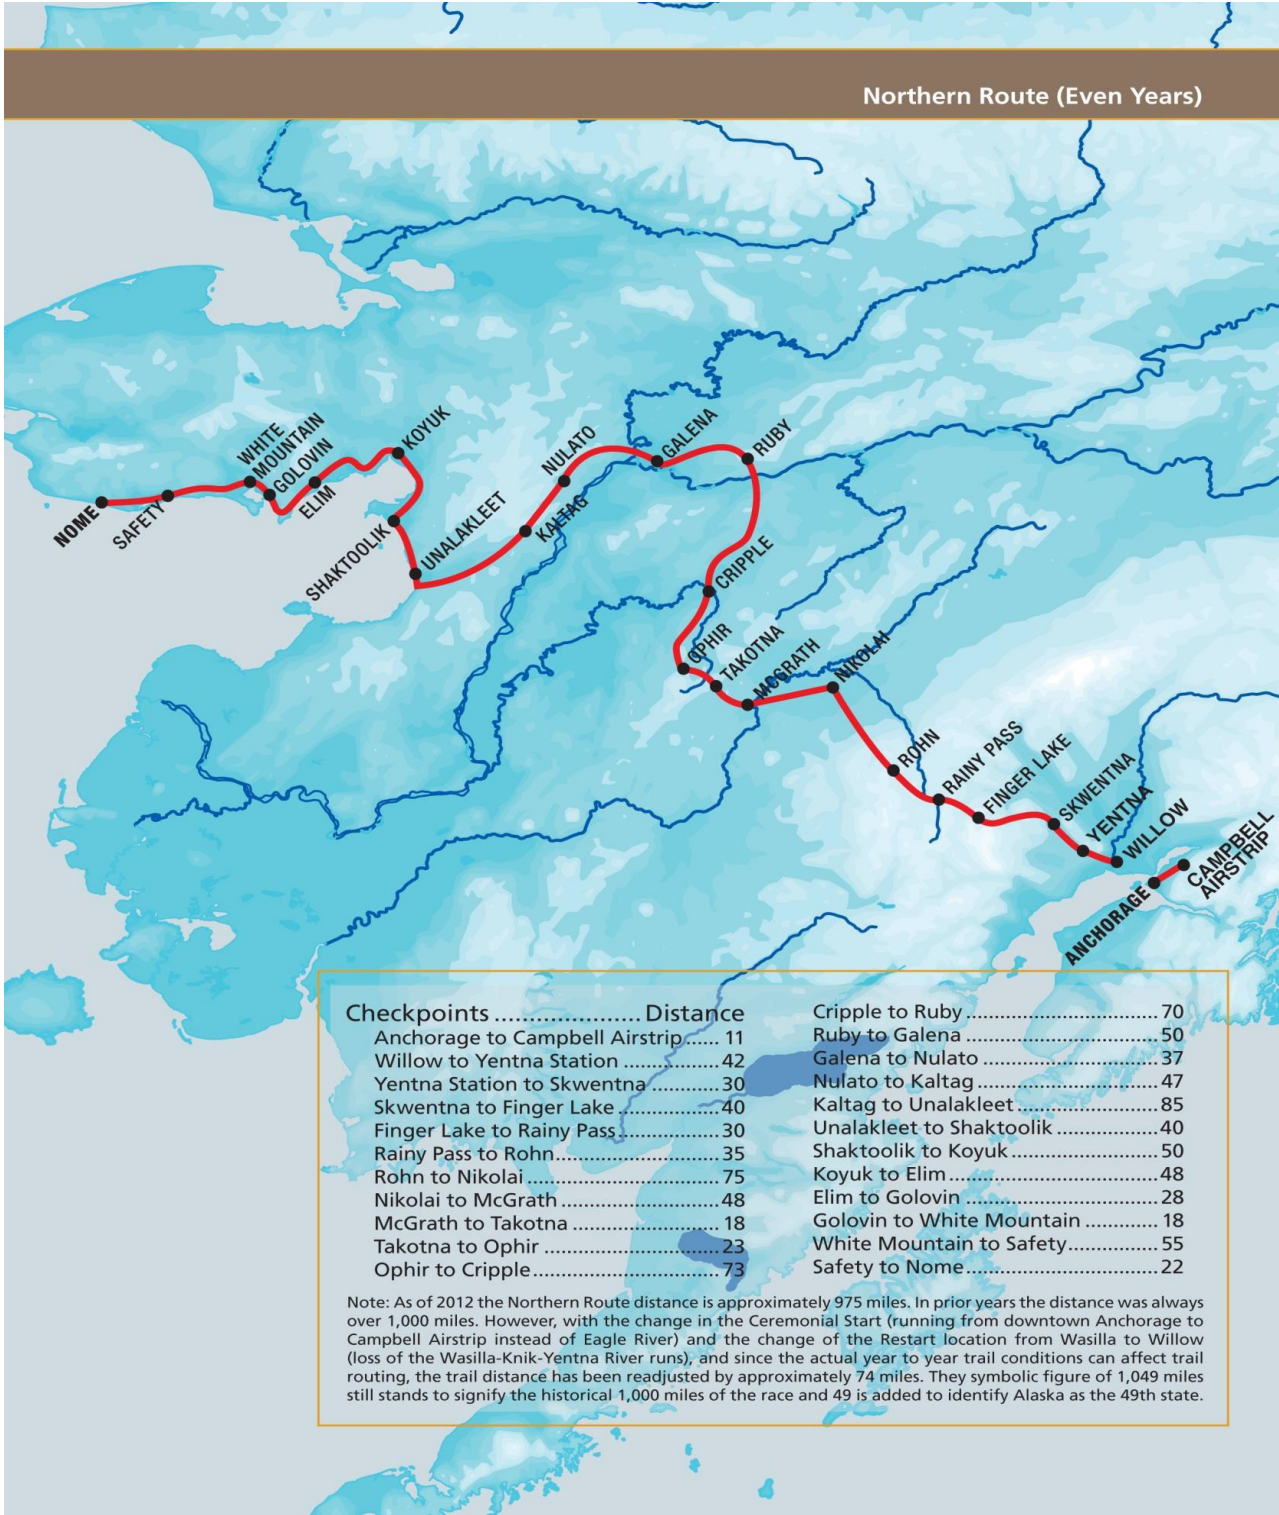 Northern Route (Even Years)
NOME
SAFETY
WHITE
MOUNTAIN
GOLOVIN
ELIM
KOYUK
SHAKTOOLIK
UNALAKLEET
KALTAG
NULATO
GALENA
RUBY
CRIPPLE
OPHIR
TAKOTNA
MCGRATH
NIKOLAI
ROHN
RAINY PASS
FINGER LAKE
SKWENTNA
YENTNA
WILLOW
CAMPBELL
AIRSTRIP
ANCHORAGE
Checkpoints ..................... Distance
Anchorage to Campbell Airstrip ...... 11
Willow to Yentna Station ............... 42
Yentna Station to Skwentna ............ 30
Skwentna to Finger Lake .................. 40
Finger Lake to Rainy Pass .................. 30
Rainy Pass to Rohn ............................. 35
Rohn to Nikolai ................................... 75
Nikolai to McGrath ............................ 48
McGrath to Takotna ........................... 18
Takotna to Ophir ................................ 23
Ophir to Cripple ................................. 73
Cripple to Ruby ................................... 70
Ruby to Galena ................................... 50
Galena to Nulato ................................ 37
Nulato to Kaltag ................................. 47
Kaltag to Unalakleet .......................... 85
Unalakleet to Shaktoolik ................... 40
Shaktoolik to Koyuk ........................... 50
Koyuk to Elim ...................................... 48
Elim to Golovin ................................... 28
Golovin to White Mountain ............. 18
White Mountain to Safety ................ 55
Safety to Nome ................................... 22
Note: As of 2012 the Northern Route distance is approximately 975 miles. In prior years the distance was always
over 1,000 miles. However, with the change in the Ceremonial Start (running from downtown Anchorage to
Campbell Airstrip instead of Eagle River) and the change of the Restart location from Wasilla to Willow
(loss of the Wasilla-Knik-Yentna River runs), and since the actual year to year trail conditions can affect trail
routing, the trail distance has been readjusted by approximately 74 miles. They symbolic figure of 1,049 miles
still stands to signify the historical 1,000 miles of the race and 49 is added to identify Alaska as the 49th state.